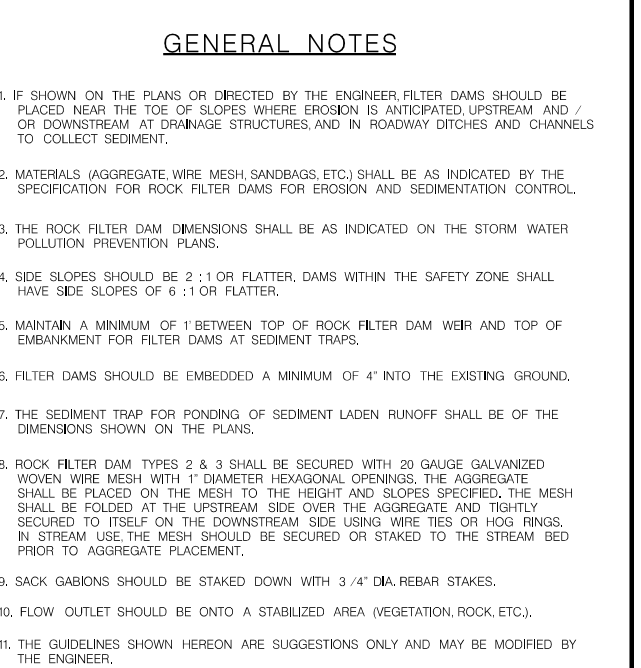 GENERAL NOTES
1. IF SHOWN ON THE PLANS OR DIRECTED BY THE ENGINEER, FILTER DAMS SHOULD BE
PLACED NEAR THE TOE OF SLOPES WHERE EROSION IS ANTICIPATED, UPSTREAM AND /
OR DOWNSTREAM AT DRAINAGE STRUCTURES, AND IN ROADWAY DITCHES AND CHANNELS
TO COLLECT SEDIMENT.
2. MATERIALS (AGGREGATE, WIRE MESH, SANDBAGS, ETC.) SHALL BE AS INDICATED BY THE
SPECIFICATION FOR ROCK FILTER DAMS FOR EROSION AND SEDIMENTATION CONTROL.
3. THE ROCK FILTER DAM DIMENSIONS SHALL BE AS INDICATED ON THE STORM WATER
POLLUTION PREVENTION PLANS.
4. SIDE SLOPES SHOULD BE 2 : 1 OR FLATTER. DAMS WITHIN THE SAFETY ZONE SHALL
HAVE SIDE SLOPES OF 6 : 1 OR FLATTER.
5. MAINTAIN A MINIMUM OF 1' BETWEEN TOP OF ROCK FILTER DAM WEIR AND TOP OF
EMBANKMENT FOR FILTER DAMS AT SEDIMENT TRAPS.
6. FILTER DAMS SHOULD BE EMBEDDED A MINIMUM OF 4" INTO THE EXISTING GROUND.
7. THE SEDIMENT TRAP FOR PONDING OF SEDIMENT LADEN RUNOFF SHALL BE OF THE
DIMENSIONS SHOWN ON THE PLANS.
8. ROCK FILTER DAM TYPES 2 & 3 SHALL BE SECURED WITH 20 GAUGE GALVANIZED
WOVEN WIRE MESH WITH 1" DIAMETER HEXAGONAL OPENINGS. THE AGGREGATE
SHALL BE PLACED ON THE MESH TO THE HEIGHT AND SLOPES SPECIFIED. THE MESH
SHALL BE FOLDED AT THE UPSTREAM SIDE OVER THE AGGREGATE AND TIGHTLY
SECURED TO ITSELF ON THE DOWNSTREAM SIDE USING WIRE TIES OR HOG RINGS.
IN STREAM USE, THE MESH SHOULD BE SECURED OR STAKED TO THE STREAM BED
PRIOR TO AGGREGATE PLACEMENT.
9. SACK GABIONS SHOULD BE STAKED DOWN WITH 3 /4" DIA. REBAR STAKES.
10. FLOW OUTLET SHOULD BE ONTO A STABILIZED AREA (VEGETATION, ROCK, ETC.).
11. THE GUIDELINES SHOWN HEREON ARE SUGGESTIONS ONLY AND MAY BE MODIFIED BY
THE ENGINEER.